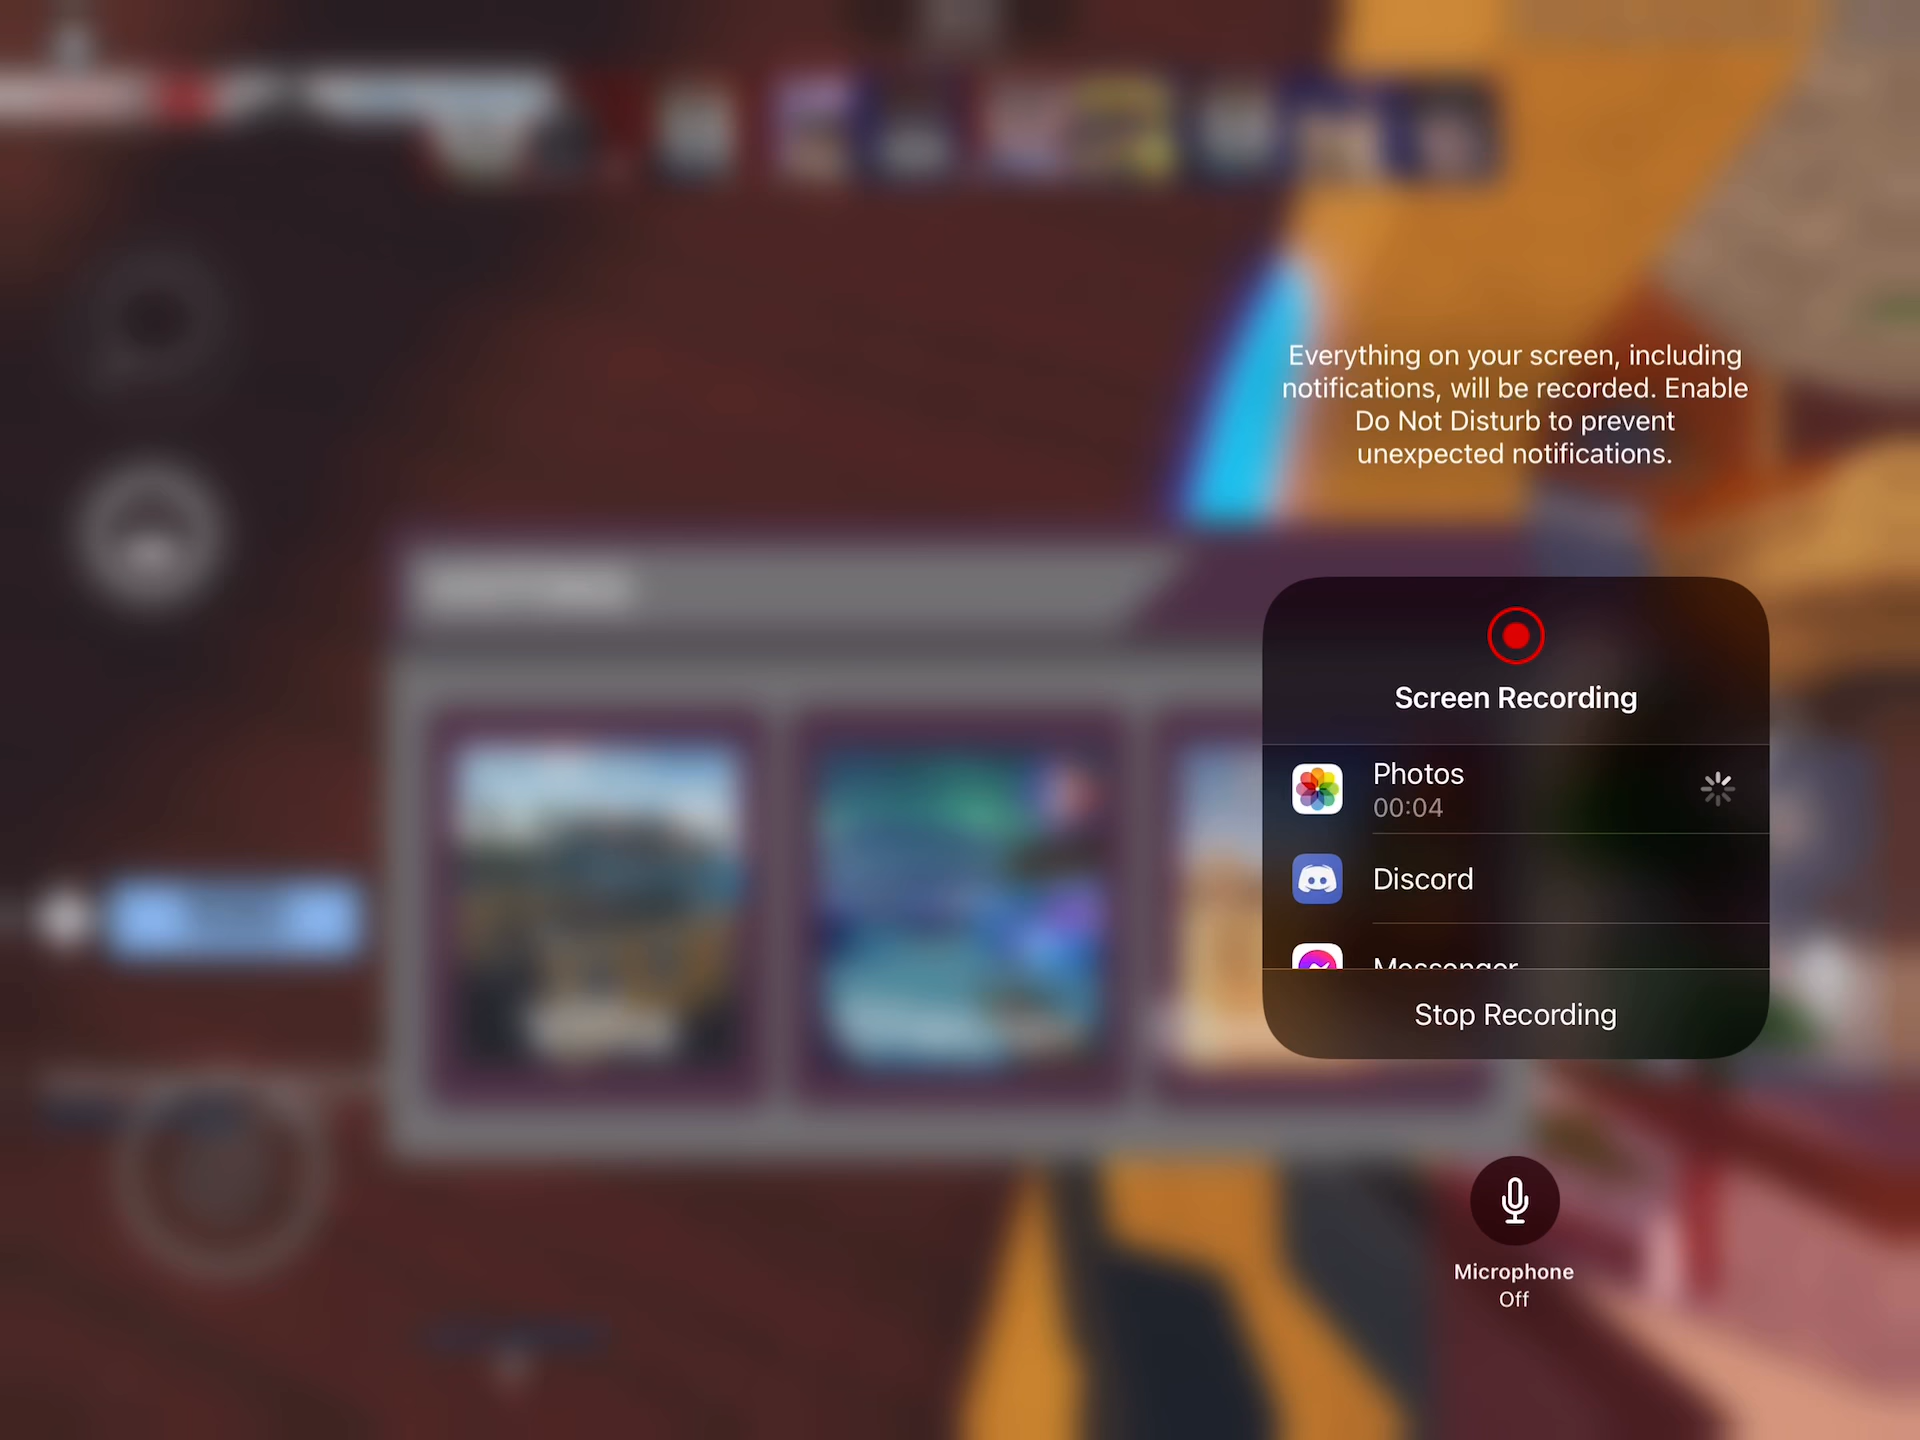 Everything on your screen, including
notifications, will be recorded. Enable
Do Not Disturb to prevent
unexpected notifications.
Screen Recording
Photos
00:04
Discord
Messenger
Stop Recording
Microphone
Off